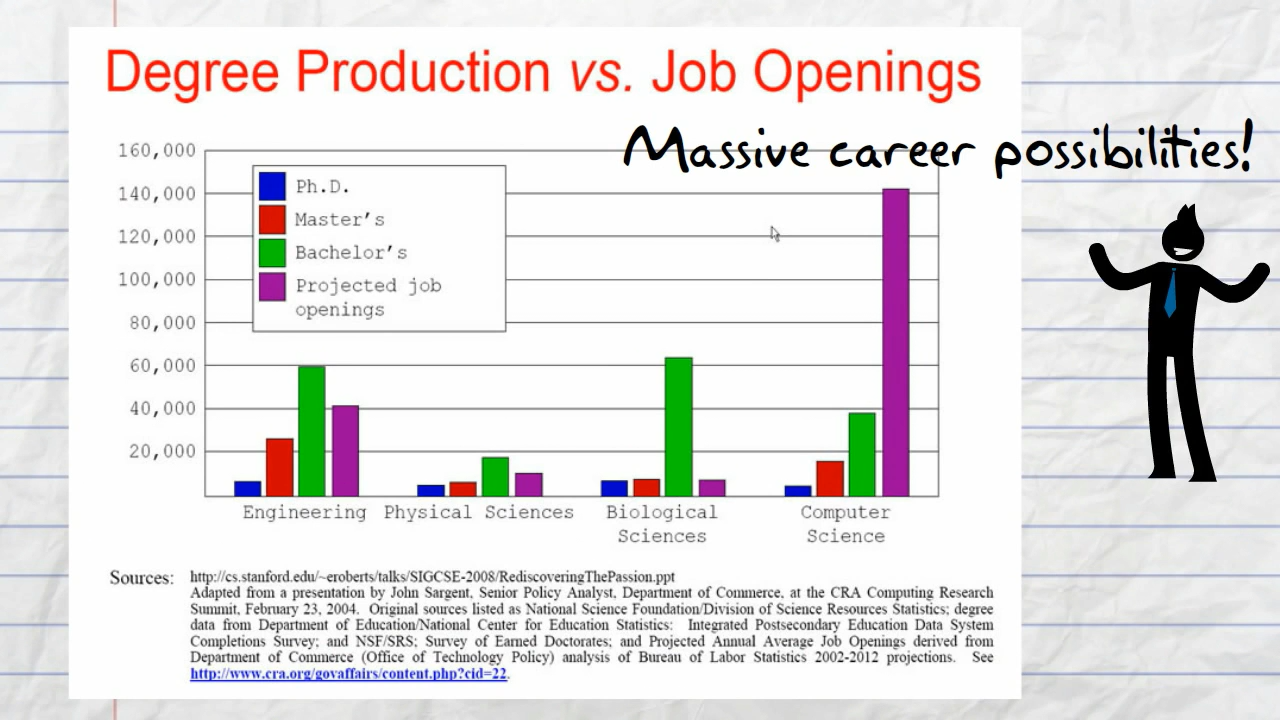 Degree Production vs. Job Openings
Massive career possibilities!
160,000
140,000
120,000
100,000
80,000
60,000
40,000
20,000
Ph.D.
Master's
Bachelor's
Projected job
openings
Engineering
Physical Sciences
Biological
Sciences
Computer
Science
Sources: http://cs.stanford.edu/~eroberts/talks/SIGCSE-2008/RediscoveringThePassion.ppt
Adapted from a presentation by John Sargent, Senior Policy Analyst, Department of Commerce, at the CRA Computing Research
Summit, February 23, 2004. Original sources listed as National Science Foundation/Division of Science Resources Statistics; degree
data from Department of Education/National Center for Education Statistics: Integrated Postsecondary Education Data System
Completions Survey; and NSF/SRS; Survey of Earned Doctorates; and Projected Annual Average Job Openings derived from
Department of Commerce (Office of Technology Policy) analysis of Bureau of Labor Statistics 2002-2012 projections. See
http://www.cra.org/govaffairs/content.php?cid=22.